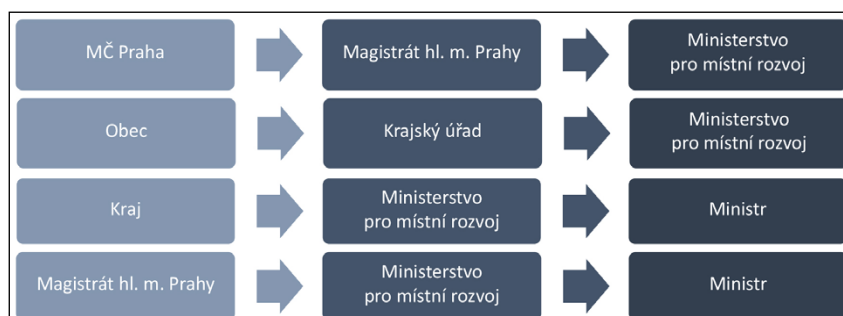 MČ Praha
Magistrát hl. m. Prahy
Ministerstvo
pro místní rozvoj
Obec
Krajský úřad
Ministerstvo
pro místní rozvoj
Kraj
Ministerstvo
pro místní rozvoj
Ministr
Magistrát hl. m. Prahy
Ministerstvo
pro místní rozvoj
Ministr